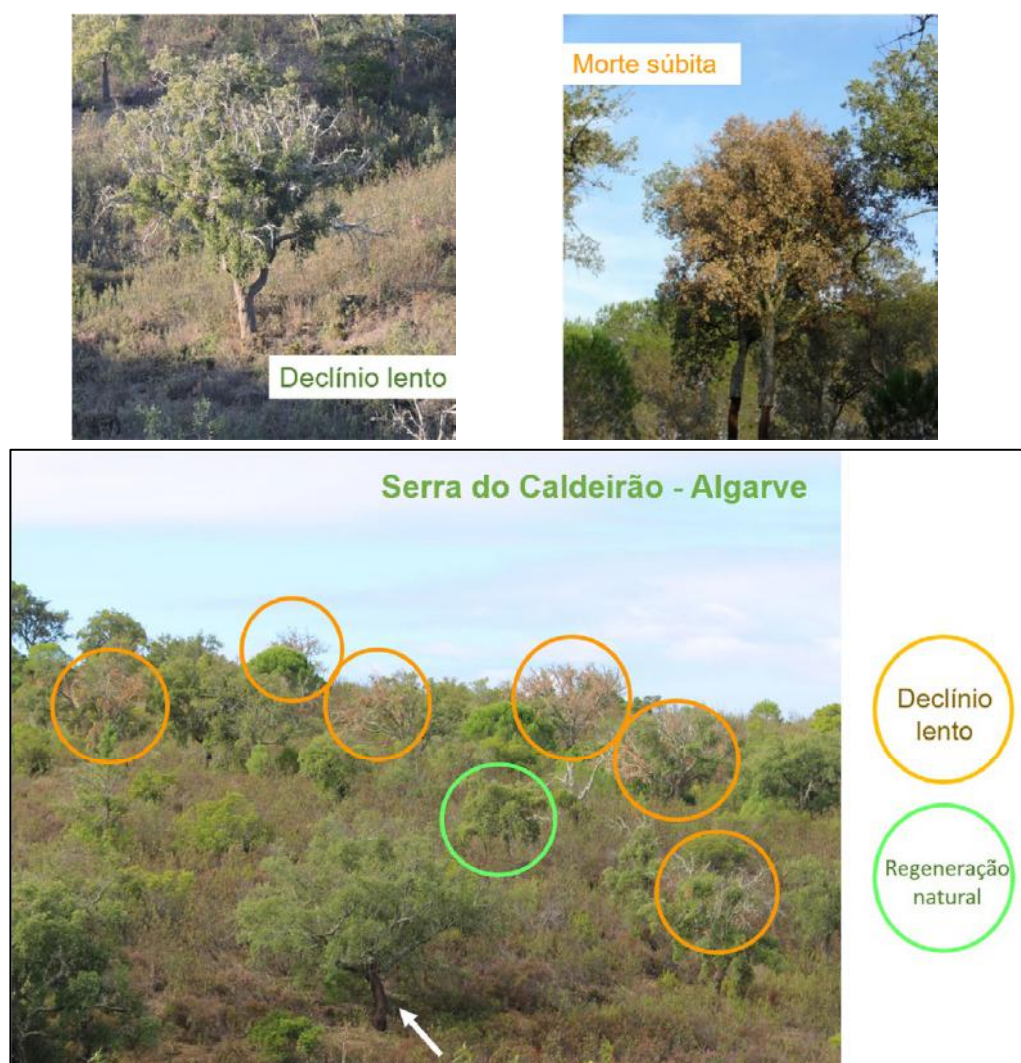 Morte súbita
Declínio lento
Serra do Caldeirão - Algarve
Declínio
lento
Regeneração
natural